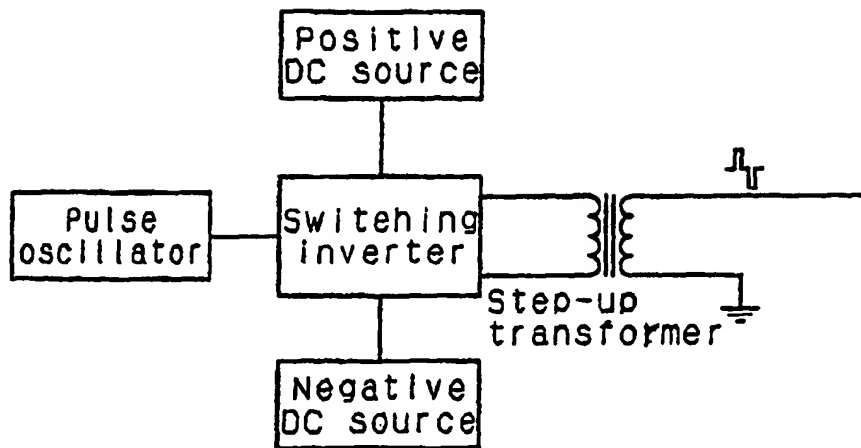 Positive
DC source
Pulse
oscillator
Switehing
inverter
Step-up
transformer
Negative
DC source